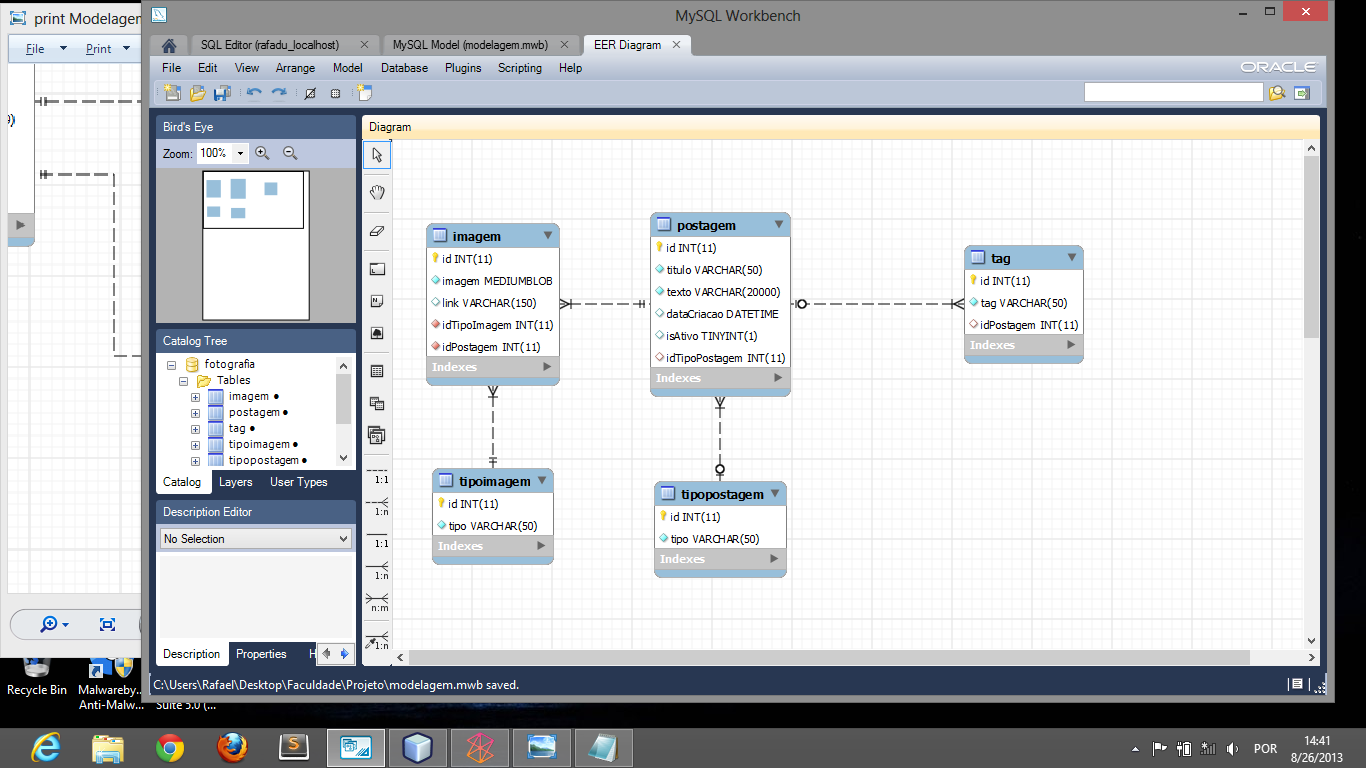 print Modelagem
File Print
9)
MySQL Workbench
SQL Editor (rafadu_localhost) MySQL Model (modelagem.mwb) EER Diagram
File Edit View Arrange Model Database Plugins Scripting Help
ORACLE
Bird's Eye
Zoom: 100%
Catalog Tree
fotografia
Tables
imagem
postagem
tag
tipoimagem
tipopostagem
Catalog Layers User Types
Description Editor
No Selection
Description Properties H
Diagram
1:1
1:n
1:1
1:n
n:m
1:n
imagem
id INT(11)
imagem MEDIUMBLOB
link VARCHAR(150)
idTipoImagem INT(11)
idPostagem INT(11)
Indexes
postagem
id INT(11)
titulo VARCHAR(50)
texto VARCHAR(20000)
dataCriacao DATETIME
isAtivo TINYINT(1)
idTipoPostagem INT(11)
Indexes
tag
id INT(11)
tag VARCHAR(50)
idPostagem INT(11)
Indexes
tipoimagem
id INT(11)
tipo VARCHAR(50)
Indexes
tipopostagem
id INT(11)
tipo VARCHAR(50)
Indexes
C:\Users\Rafael\Desktop\Faculdade\Projeto\modelagem.mwb saved.
Recycle Bin
Malwareby...
Anti-Malw...
Suite 5.0 (...
POR
14:41
8/26/2013